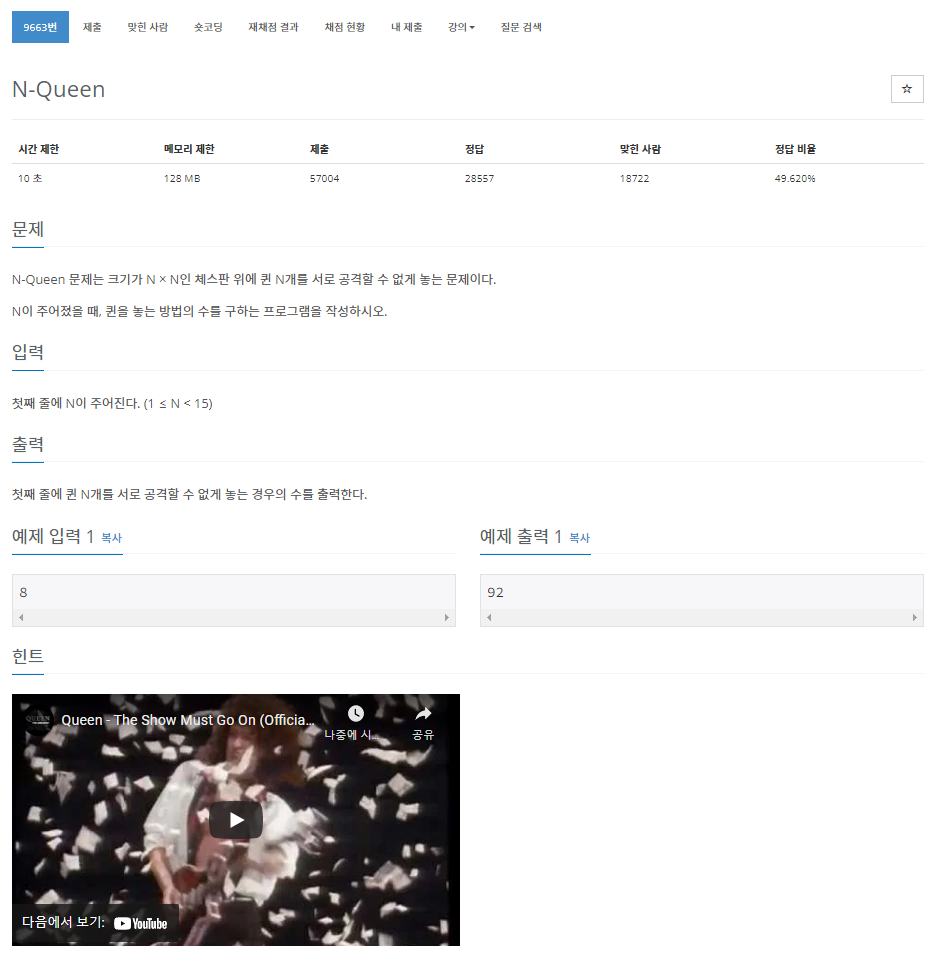 9663번 제출 맞힌 사람 숏코딩 재채점 결과 채점 현황 내 제출 강의 질문 검색
N-Queen
시간 제한 메모리 제한 제출 정답 맞힌 사람 정답 비율
10 초 128 MB 57004 28557 18722 49.620%
문제
N-Queen 문제는 크기가 N × N인 체스판 위에 퀸 N개를 서로 공격할 수 없게 놓는 문제이다.
N이 주어졌을 때, 퀸을 놓는 방법의 수를 구하는 프로그램을 작성하시오.
입력
첫째 줄에 N이 주어진다. (1 ≤ N < 15)
출력
첫째 줄에 퀸 N개를 서로 공격할 수 없게 놓는 경우의 수를 출력한다.
예제 입력 1 복사 예제 출력 1 복사
8 92
힌트
QUEEN Queen - The Show Must Go On (Officia...
나중에 시... 공유
다음에서 보기: YouTube